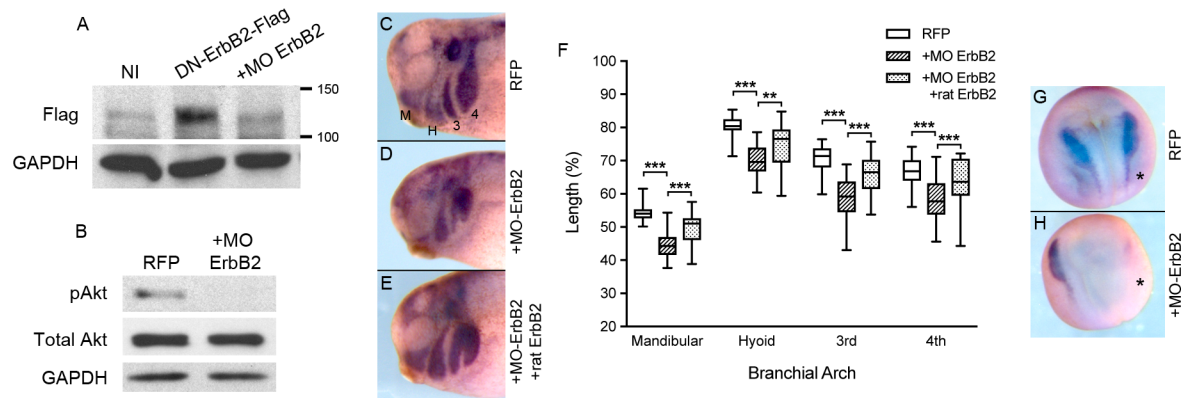 A
NI
DN-ErbB2-Flag
+MO ErbB2
Flag
150
100
GAPDH
B
RFP
+MO
ErbB2
pAkt
Total Akt
GAPDH
C
M
H
3
4
RFP
D
+MO-ErbB2
E
+MO-ErbB2
+rat ErbB2
F
RFP
+MO ErbB2
+MO ErbB2
+rat ErbB2
Length (%)
100
90
80
70
60
50
40
30
20
***
***
***
**
***
***
***
***
Mandibular
Hyoid
3rd
4th
Branchial Arch
G
*
RFP
H
*
+MO-ErbB2